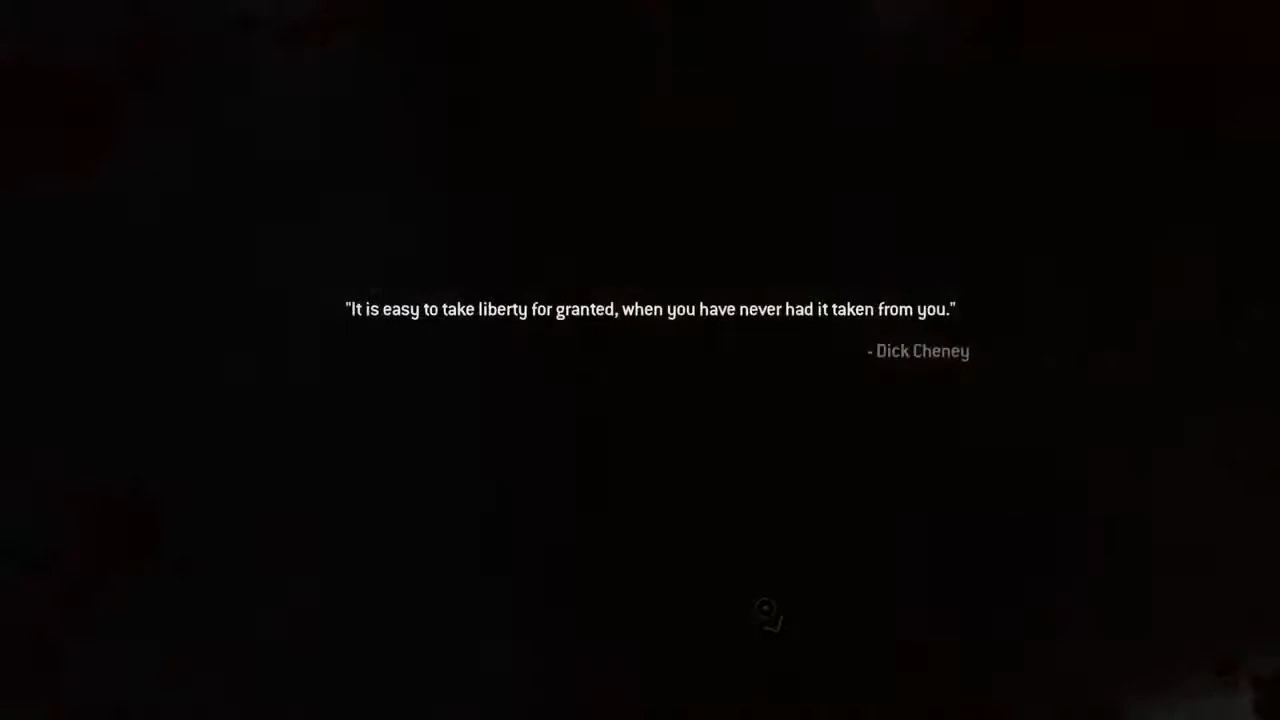 "It is easy to take liberty for granted, when you have never had it taken from you."
- Dick Cheney